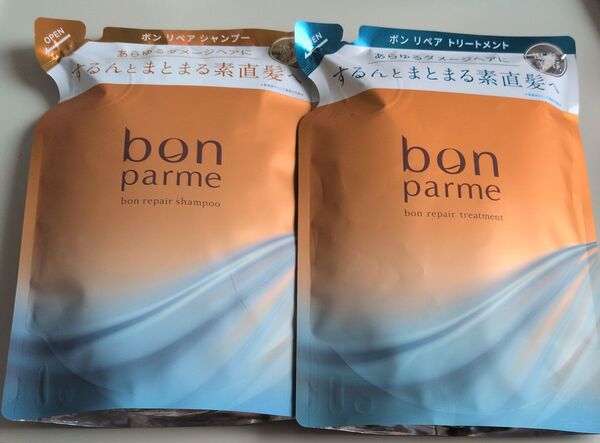 OPEN
ボン リペア シャンプー
あらゆるダメージヘアに
するんとまとまる素直髪へ
bon
parme
bon repair shampoo
OPEN
ボン リペア トリートメント
あらゆるダメージヘアに
するんとまとまる素直髪へ
bon
parme
bon repair treatment